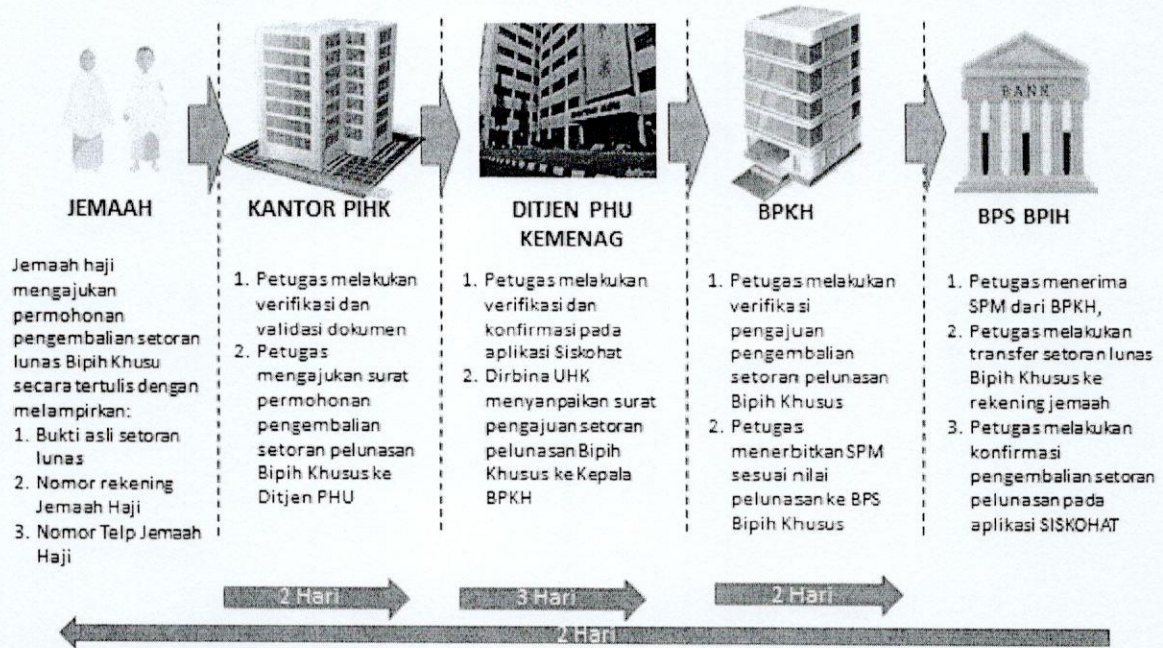 BANK
JEMAAH
Jemaah haji
mengajukan
permohonan
pengembalian setoran
lunas Bipih Khusu
secara tertulis dengan
melampirkan:
1. Bukti asli setoran
lunas
2. Nomor rekening
Jemaah Haji
3. Nomor Telp Jemaah
Haji
KANTOR PIHK
1. Petugas melakukan
verifikasi dan
validasi dokumen
2. Petugas
mengajukan surat
permohonan
pengembalian
setoran pelunasan
Bipih Khusus ke
Ditjen PHU
DITJEN PHU
KEMENAG
1. Petugas melakukan
verifikasi dan
konfirmasi pada
aplikasi Siskohat
2. Dirbina UHK
menyanpaikan surat
pengajuan setoran
pelunasan Bipih
Khusus ke Kepala
BPKH
BPKH
1. Petugas melakukan
verifikasi
pengajuan
pengembalian
setoran pelunasan
Bipih Khusus
2. Petugas
menerbitkan SPM
sesuai nilai
pelunasan ke BPS
Bipih Khusus
BPS BPIH
1. Petugas menerima
SPM dari BPKH,
2. Petugas melakukan
transfer setoran lunas
Bipih Khusus ke
rekening jemaah
3. Petugas melakukan
konfirmasi
pengembalian setoran
pelunasan pada
aplikasi SISKOHAT
2 Hari
3 Hari
2 Hari
2 Hari